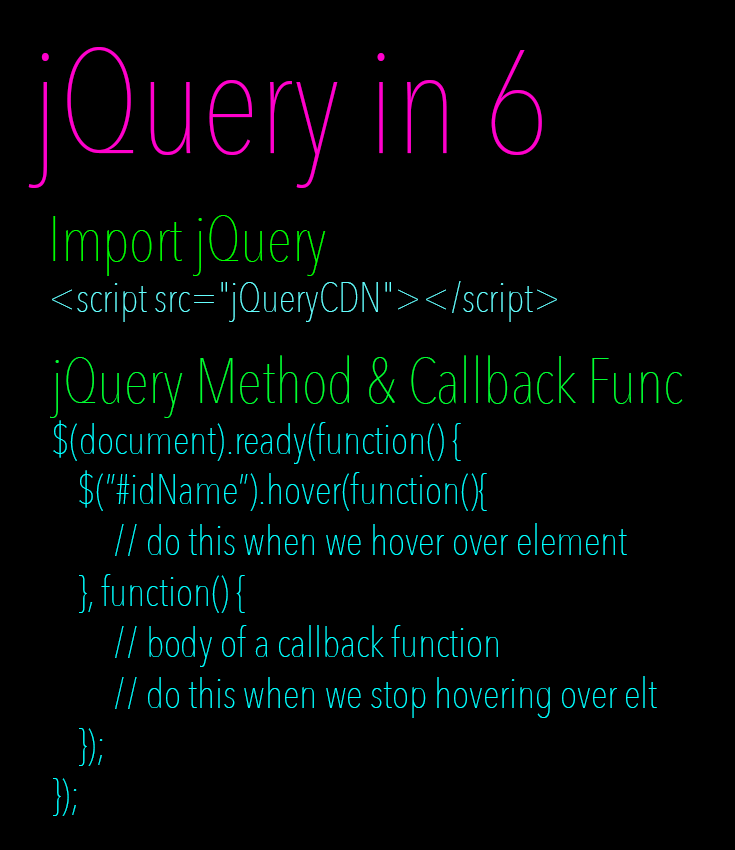 jQuery in 6
Import jQuery
<script src="jQueryCDN"></script>
jQuery Method & Callback Func
$(document).ready(function() {
$(”#idName”).hover(function(){
// do this when we hover over element
}, function() {
// body of a callback function
// do this when we stop hovering over elt
});
});